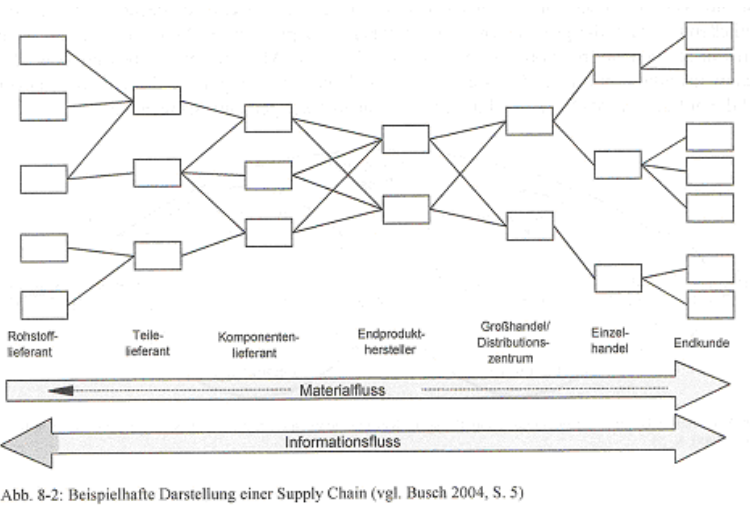 Rohstoff-
lieferant
Teile-
lieferant
Komponenten-
lieferant
Endprodukt-
hersteller
Großhandel/
Distributions-
zentrum
Einzel-
handel
Endkunde
Materialfluss
Informationsfluss
Abb. 8-2: Beispielhafte Darstellung einer Supply Chain (vgl. Busch 2004, S. 5)